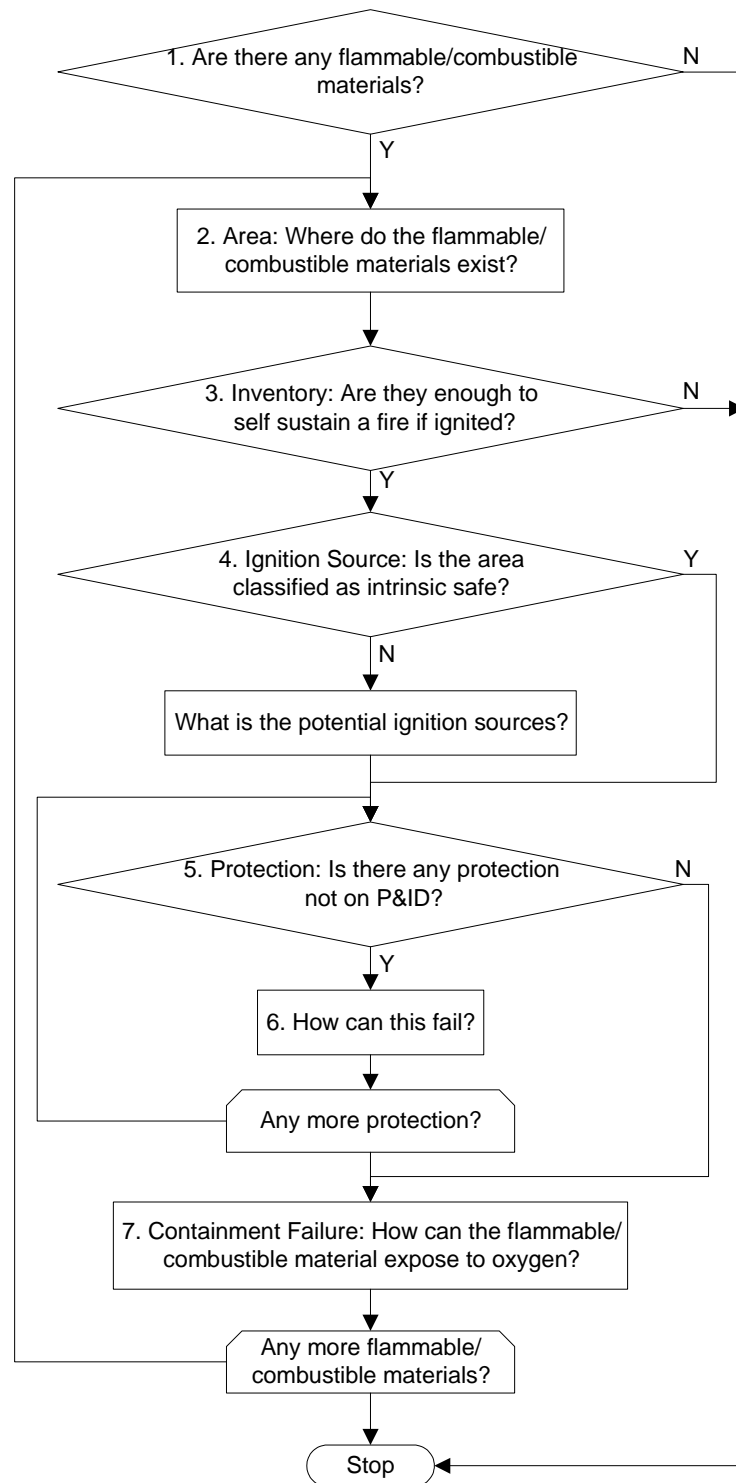 1. Are there any flammable/combustible
materials?
N
Y
2. Area: Where do the flammable/
combustible materials exist?
3. Inventory: Are they enough to
self sustain a fire if ignited?
N
Y
4. Ignition Source: Is the area
classified as intrinsic safe?
Y
N
What is the potential ignition sources?
5. Protection: Is there any protection
not on P&ID?
N
Y
6. How can this fail?
Any more protection?
7. Containment Failure: How can the flammable/
combustible material expose to oxygen?
Any more flammable/
combustible materials?
Stop